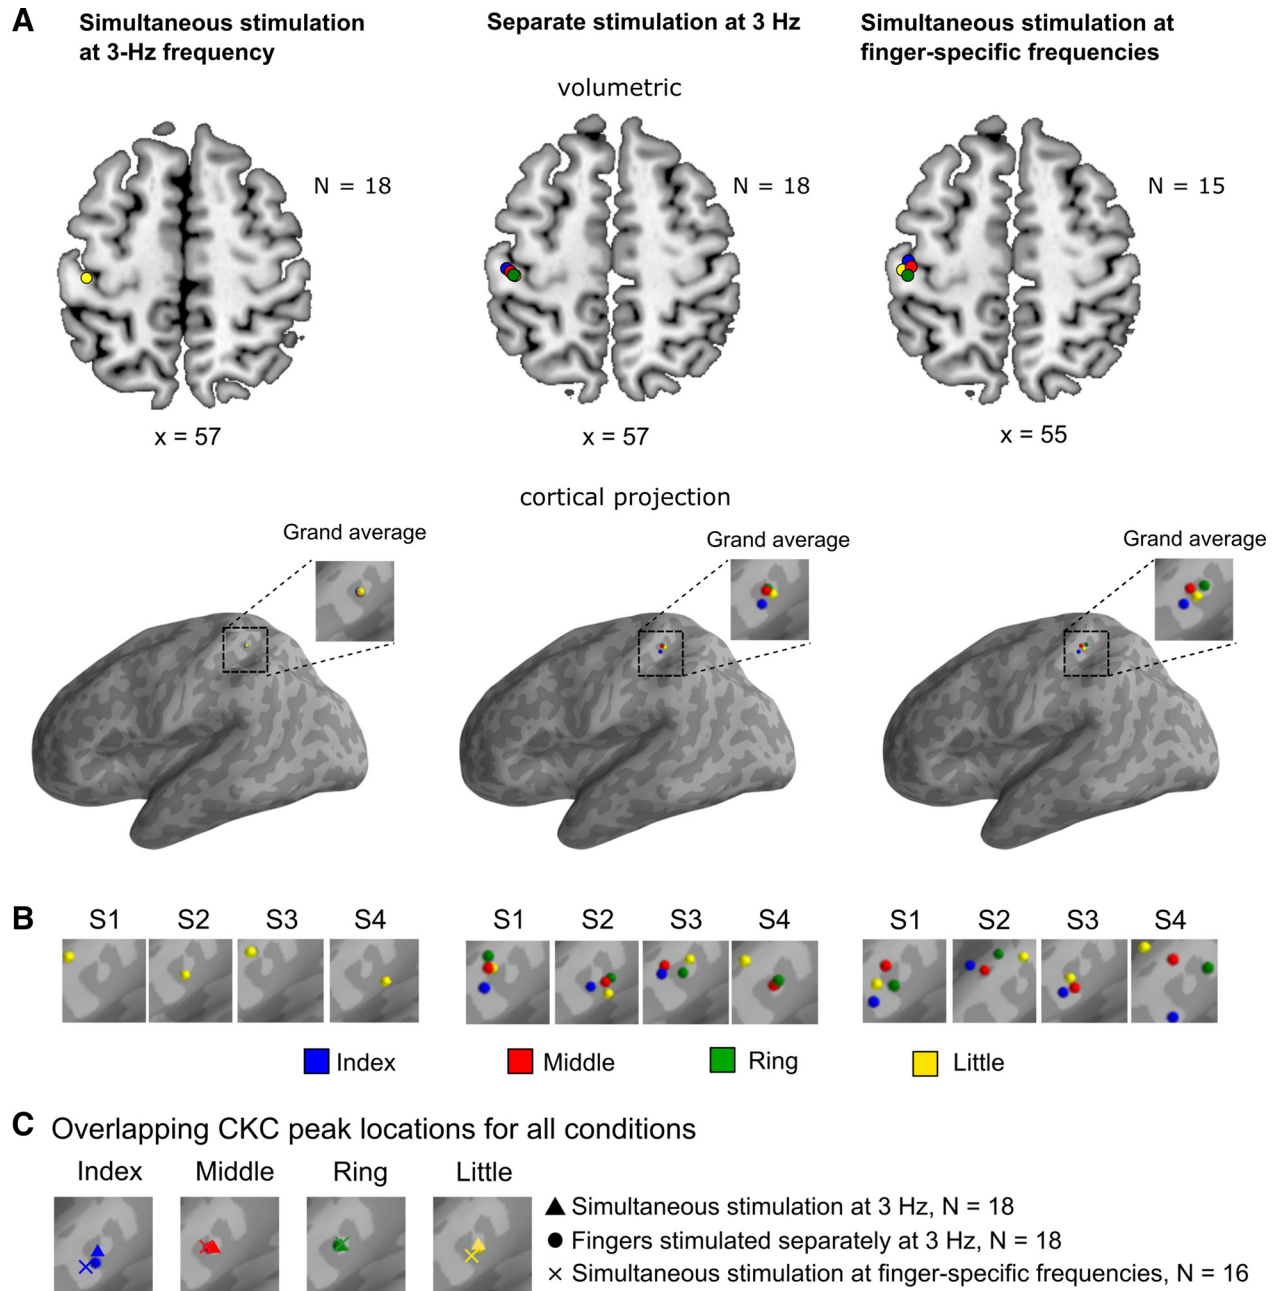 A
Simultaneous stimulation
at 3-Hz frequency
Separate stimulation at 3 Hz
Simultaneous stimulation at
finger-specific frequencies
volumetric
N = 18
N = 18
N = 15
x = 57
x = 57
x = 55
cortical projection
Grand average
Grand average
Grand average
B
S1 S2 S3 S4
S1 S2 S3 S4
S1 S2 S3 S4
Index
Middle
Ring
Little
C
Overlapping CKC peak locations for all conditions
Index Middle Ring Little
Simultaneous stimulation at 3 Hz, N = 18
Fingers stimulated separately at 3 Hz, N = 18
Simultaneous stimulation at finger-specific frequencies, N = 16